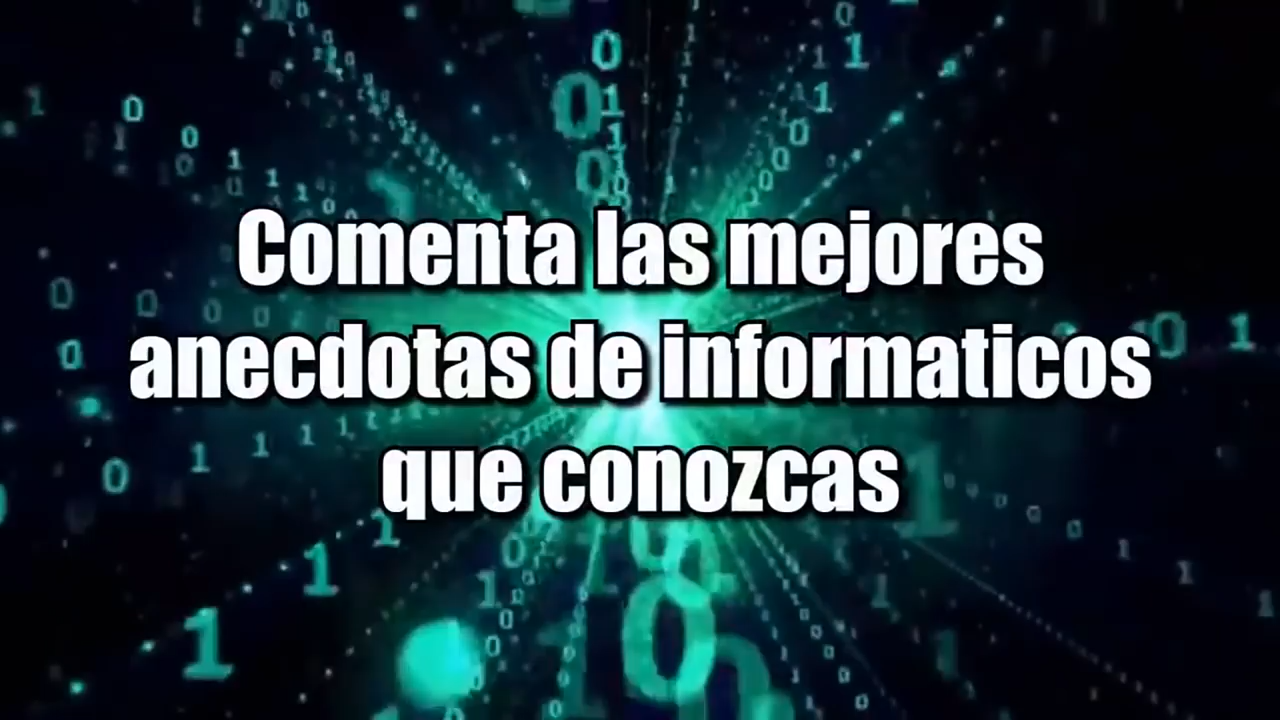 Comenta las mejores
anecdotas de informaticos
que conozcas